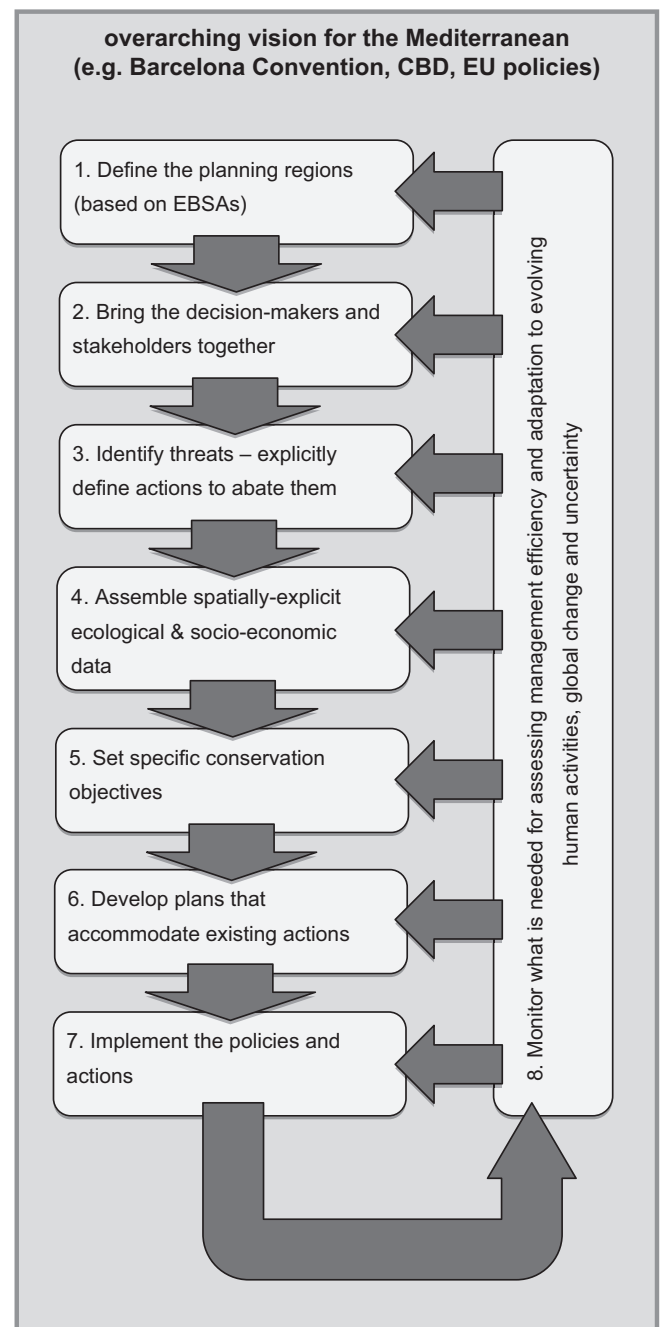 overarching vision for the Mediterranean
(e.g. Barcelona Convention, CBD, EU policies)
1. Define the planning regions
(based on EBSAs)
2. Bring the decision-makers and
stakeholders together
3. Identify threats – explicitly
define actions to abate them
4. Assemble spatially-explicit
ecological & socio-economic
data
5. Set specific conservation
objectives
6. Develop plans that
accommodate existing actions
7. Implement the policies and
actions
8. Monitor what is needed for assessing management efficiency and adaptation to evolving
human activities, global change and uncertainty